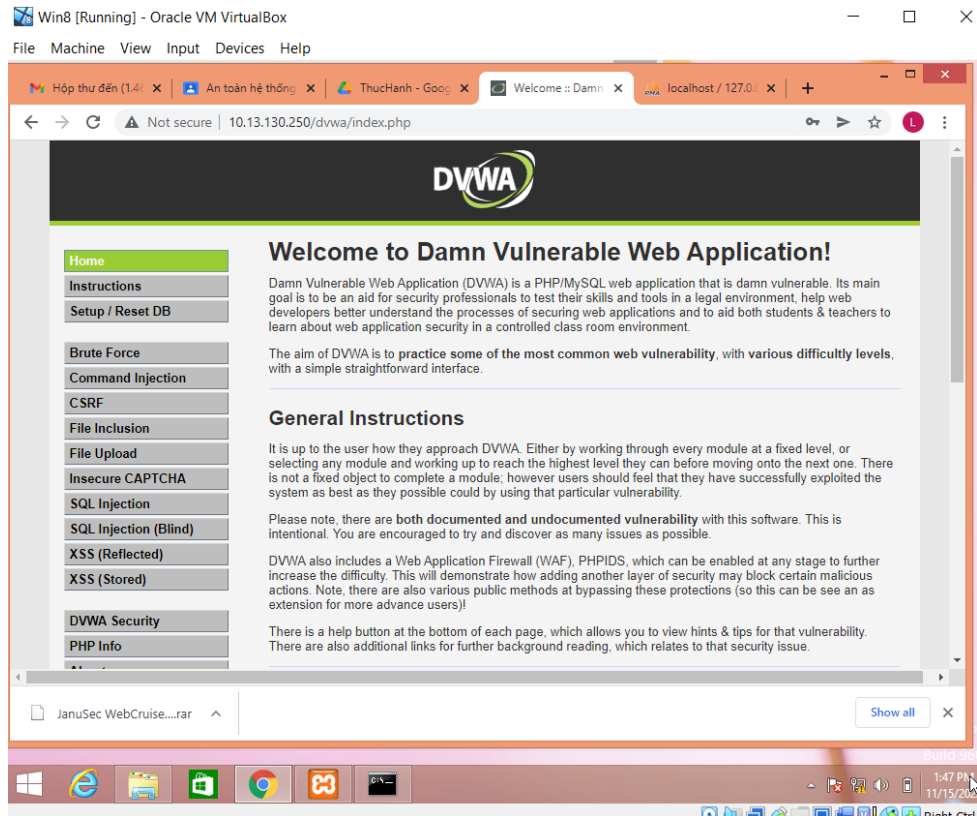 Win8 [Running] - Oracle VM VirtualBox
File Machine View Input Devices Help
Hộp thư đến (1.46
An toàn hệ thống
ThucHanh - Goog
Welcome :: Damn
PMA
localhost / 127.0.
Not secure
10.13.130.250/dvwa/index.php
L
DVWA
Home
Instructions
Setup / Reset DB
Brute Force
Command Injection
CSRF
File Inclusion
File Upload
Insecure CAPTCHA
SQL Injection
SQL Injection (Blind)
XSS (Reflected)
XSS (Stored)
DVWA Security
PHP Info
Welcome to Damn Vulnerable Web Application!
Damn Vulnerable Web Application (DVWA) is a PHP/MySQL web application that is damn vulnerable. Its main
goal is to be an aid for security professionals to test their skills and tools in a legal environment, help web
developers better understand the processes of securing web applications and to aid both students & teachers to
learn about web application security in a controlled class room environment.
The aim of DVWA is to practice some of the most common web vulnerability, with various difficultly levels,
with a simple straightforward interface.
General Instructions
It is up to the user how they approach DVWA. Either by working through every module at a fixed level, or
selecting any module and working up to reach the highest level they can before moving onto the next one. There
is not a fixed object to complete a module; however users should feel that they have successfully exploited the
system as best as they possible could by using that particular vulnerability.
Please note, there are both documented and undocumented vulnerability with this software. This is
intentional. You are encouraged to try and discover as many issues as possible.
DVWA also includes a Web Application Firewall (WAF), PHPIDS, which can be enabled at any stage to further
increase the difficulty. This will demonstrate how adding another layer of security may block certain malicious
actions. Note, there are also various public methods at bypassing these protections (so this can be see an as
extension for more advance users)!
There is a help button at the bottom of each page, which allows you to view hints & tips for that vulnerability.
There are also additional links for further background reading, which relates to that security issue.
JanuSec WebCruise....rar
Show all
Build 96
1:47 PM
11/15/202
Right Ctrl